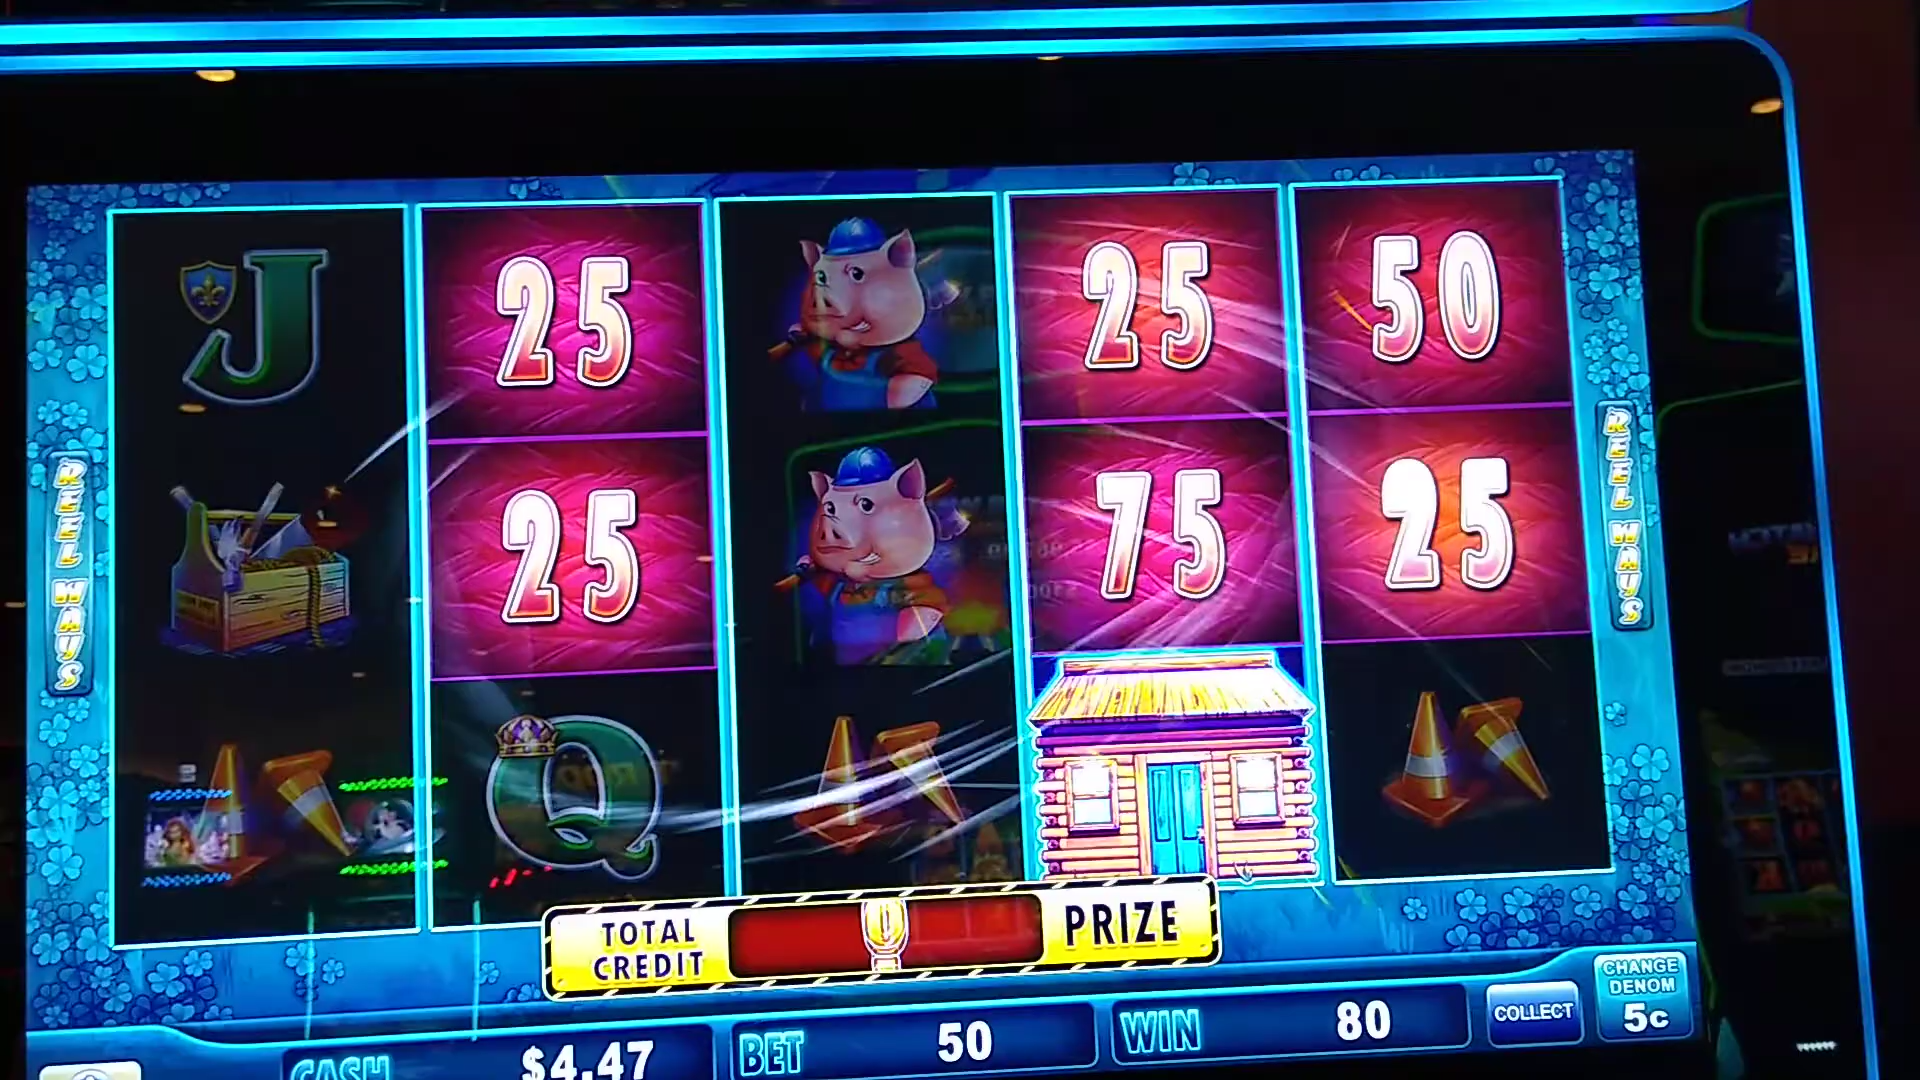 J
25
25
50
25
75
25
REEL WAYS
REEL WAYS
Q
TOTAL
CREDIT
0
PRIZE
CASH
$4.47
BET
50
WIN
80
COLLECT
CHANGE
DENOM
5c